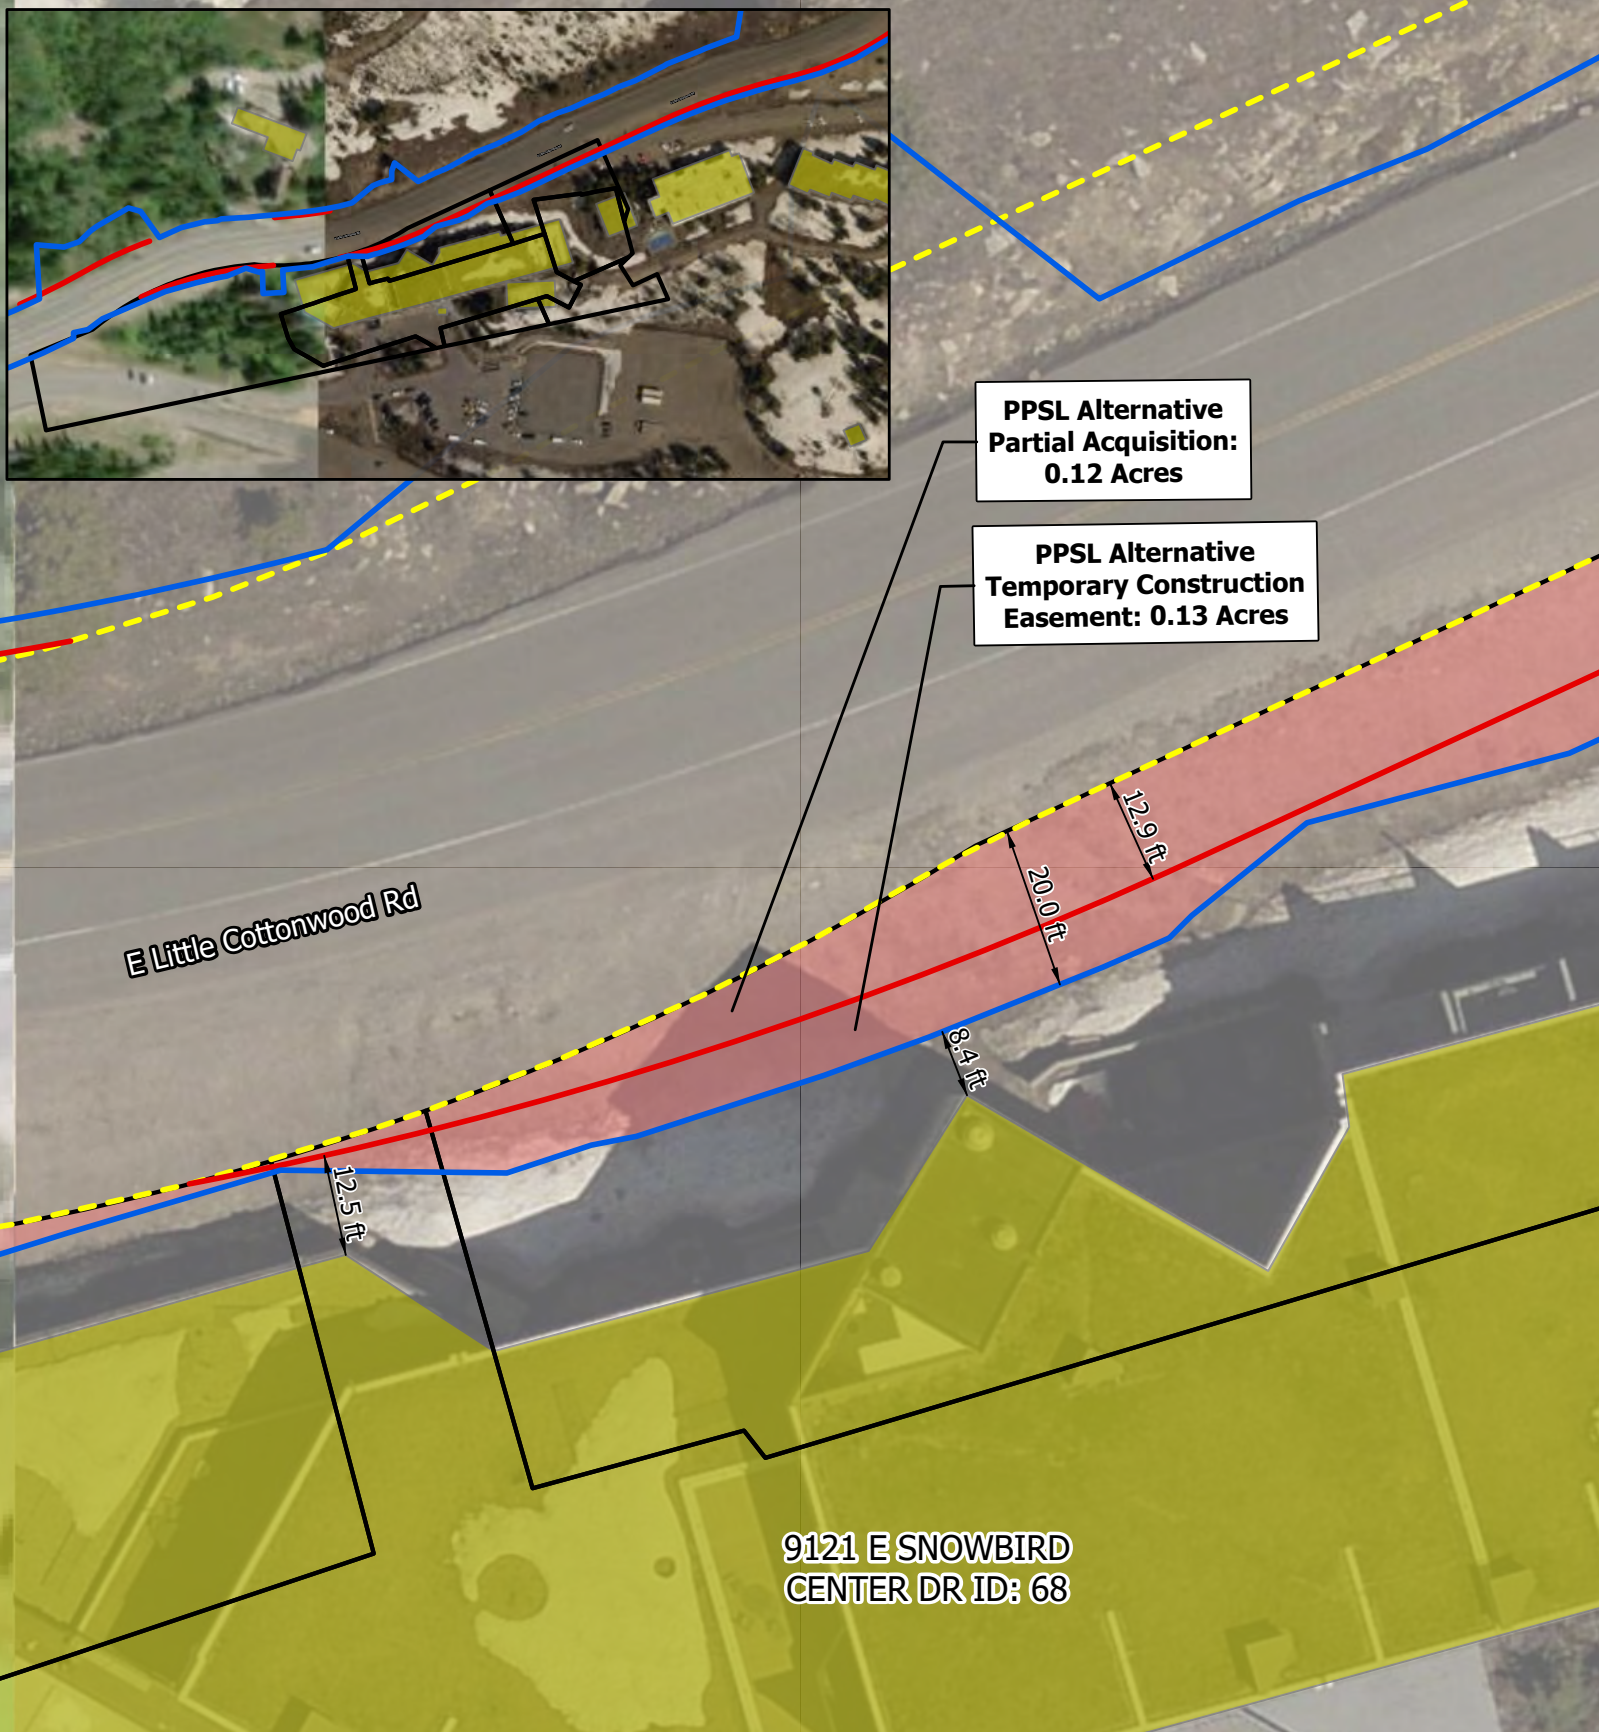 PPSL Alternative
Partial Acquisition:
0.12 Acres
PPSL Alternative
Temporary Construction
Easement: 0.13 Acres
12.9 ft
20.0 ft
E Little Cottonwood Rd
8.4 ft
12.5 ft
9121 E SNOWBIRD
CENTER DR ID: 68